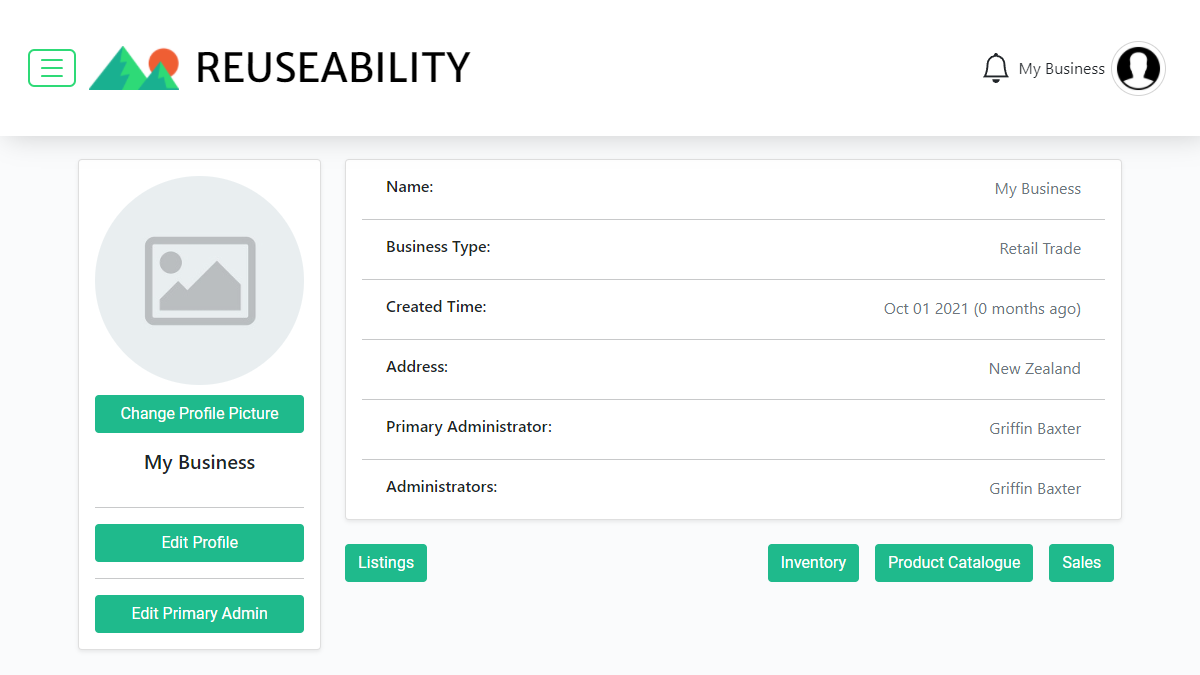 REUSEABILITY
My Business
Change Profile Picture
My Business
Edit Profile
Edit Primary Admin
Name: My Business
Business Type: Retail Trade
Created Time: Oct 01 2021 (0 months ago)
Address: New Zealand
Primary Administrator: Griffin Baxter
Administrators: Griffin Baxter
Listings Inventory Product Catalogue Sales